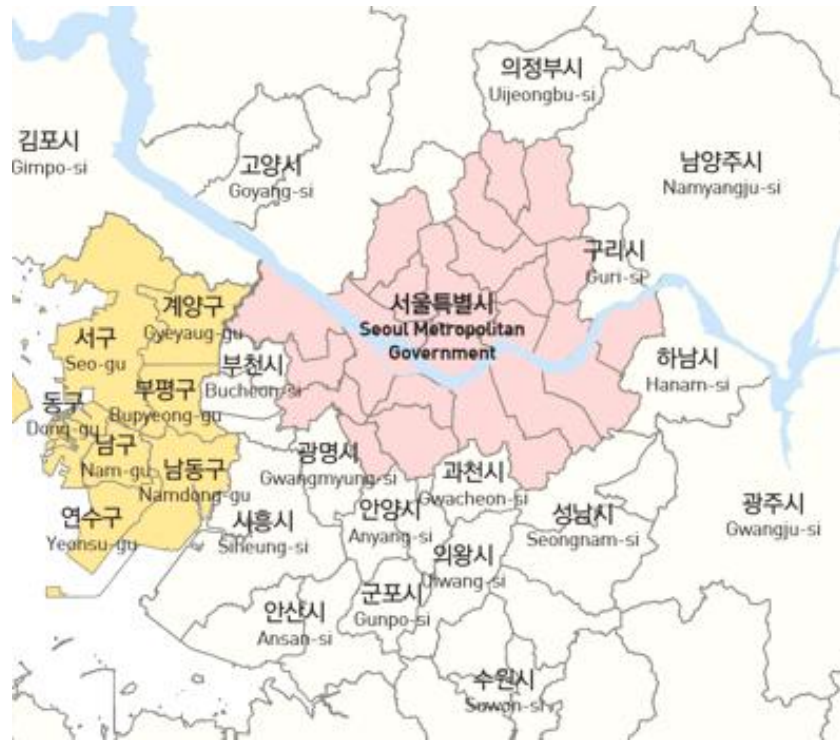 의정부시
Uijeongbu-si
김포시
Gimpo-si
고양시
Goyang-si
남양주시
Namyangju-si
구리시
Guri-si
계양구
Gyeyaug-gu
서울특별시
Seoul Metropolitan
Government
서구
Seo-gu
부천시
Bucheon-si
하남시
Hanam-si
부평구
Bupyeong-gu
동구
Dong-gu
남구
Nam-gu
남동구
Namdong-gu
광명시
Gwangmyung-si
과천시
Gwacheon-si
연수구
Yeonsu-gu
시흥시
Siheung-si
안양시
Anyang-si
성남시
Seongnam-si
광주시
Gwangju-si
의왕시
Uiwang-si
안산시
Ansan-si
군포시
Gunpo-si
수원시
Suwon-si